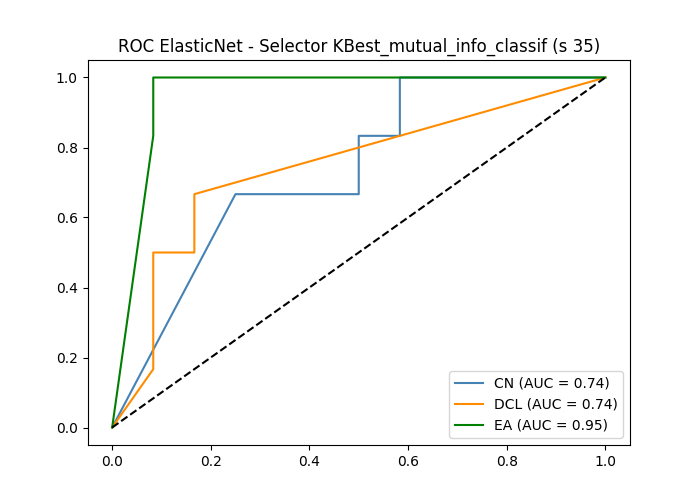 ROC ElasticNet - Selector KBest_mutual_info_classif (s 35)
1.0
0.8
0.6
0.4
0.2
0.0
CN (AUC = 0.74)
DCL (AUC = 0.74)
EA (AUC = 0.95)
0.0 0.2 0.4 0.6 0.8 1.0